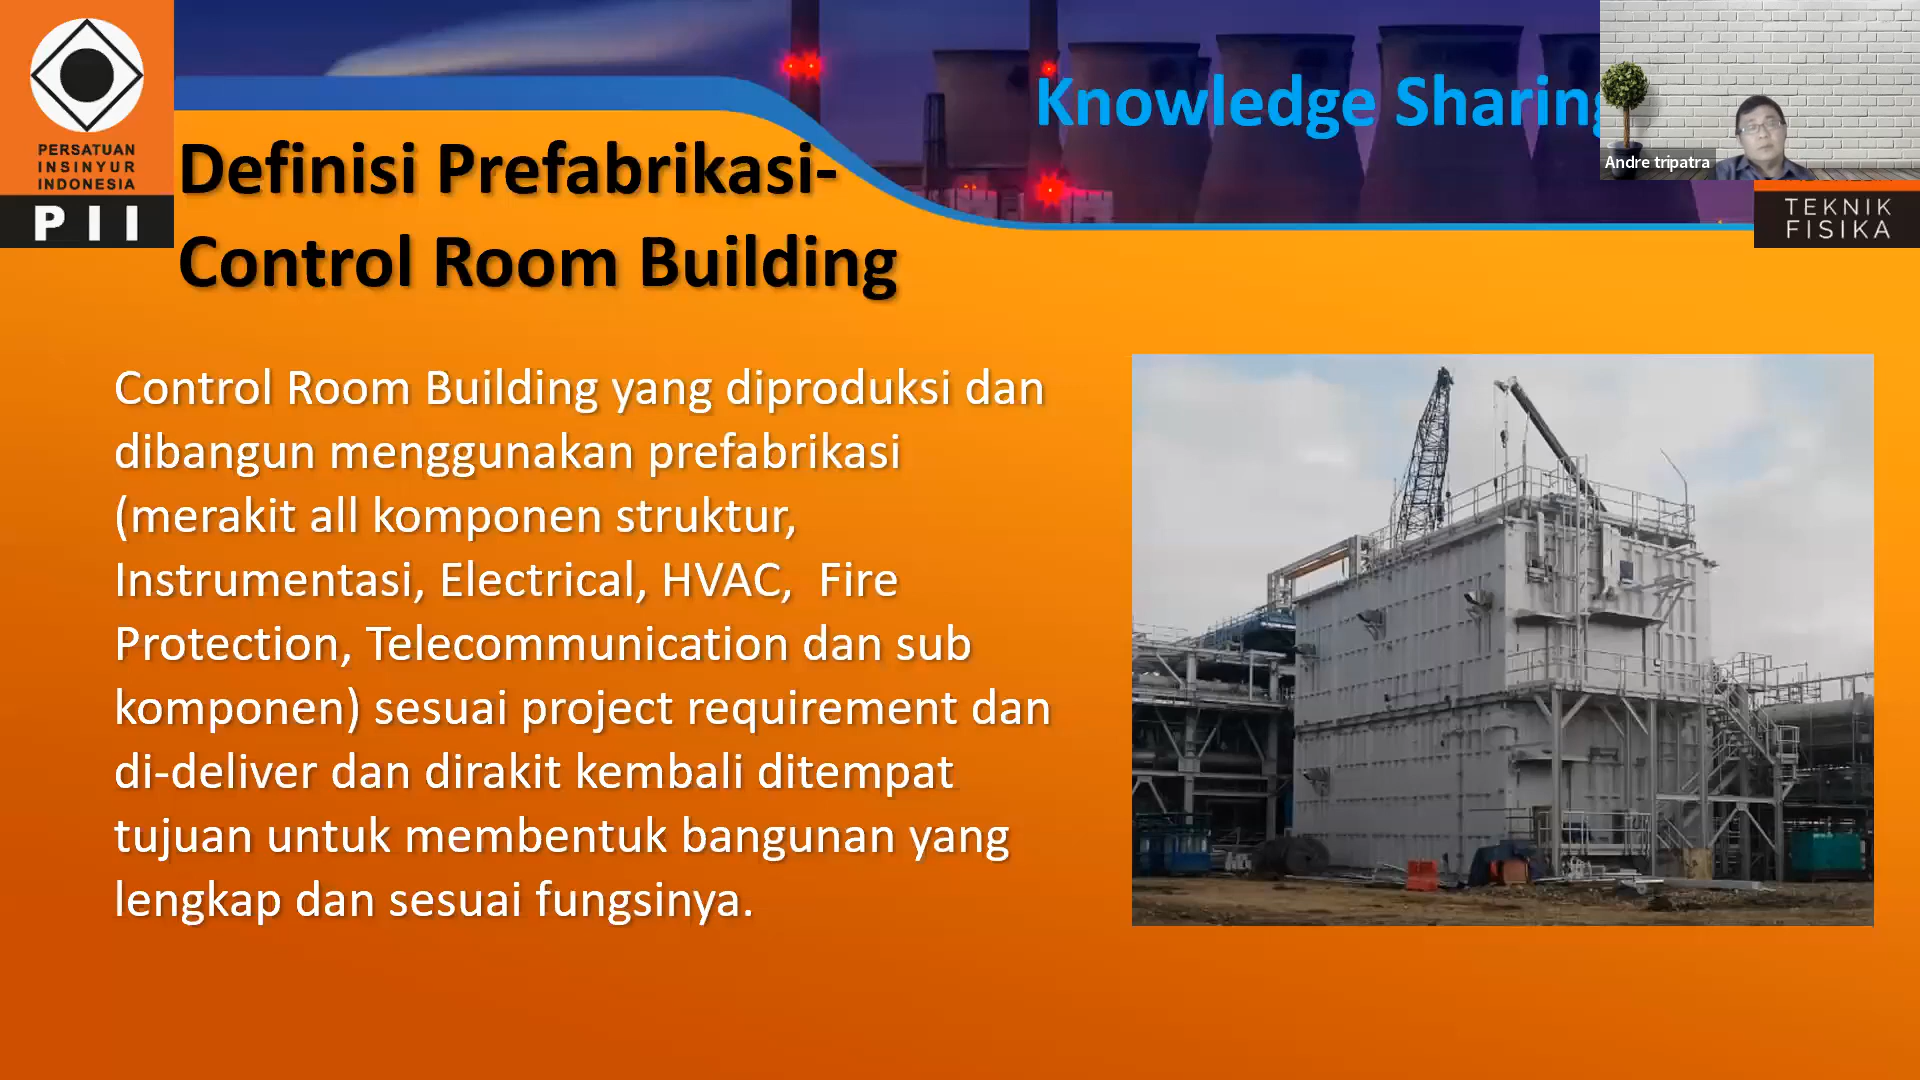 PERSATUAN
INSINYUR
INDONESIA
PII
Knowledge Sharing
Andre tripatra
TEKNIK
FISIKA
Definisi Prefabrikasi-
Control Room Building
Control Room Building yang diproduksi dan
dibangun menggunakan prefabrikasi
(merakit all komponen struktur,
Instrumentasi, Electrical, HVAC,  Fire
Protection, Telecommunication dan sub
komponen) sesuai project requirement dan
di-deliver dan dirakit kembali ditempat
tujuan untuk membentuk bangunan yang
lengkap dan sesuai fungsinya.